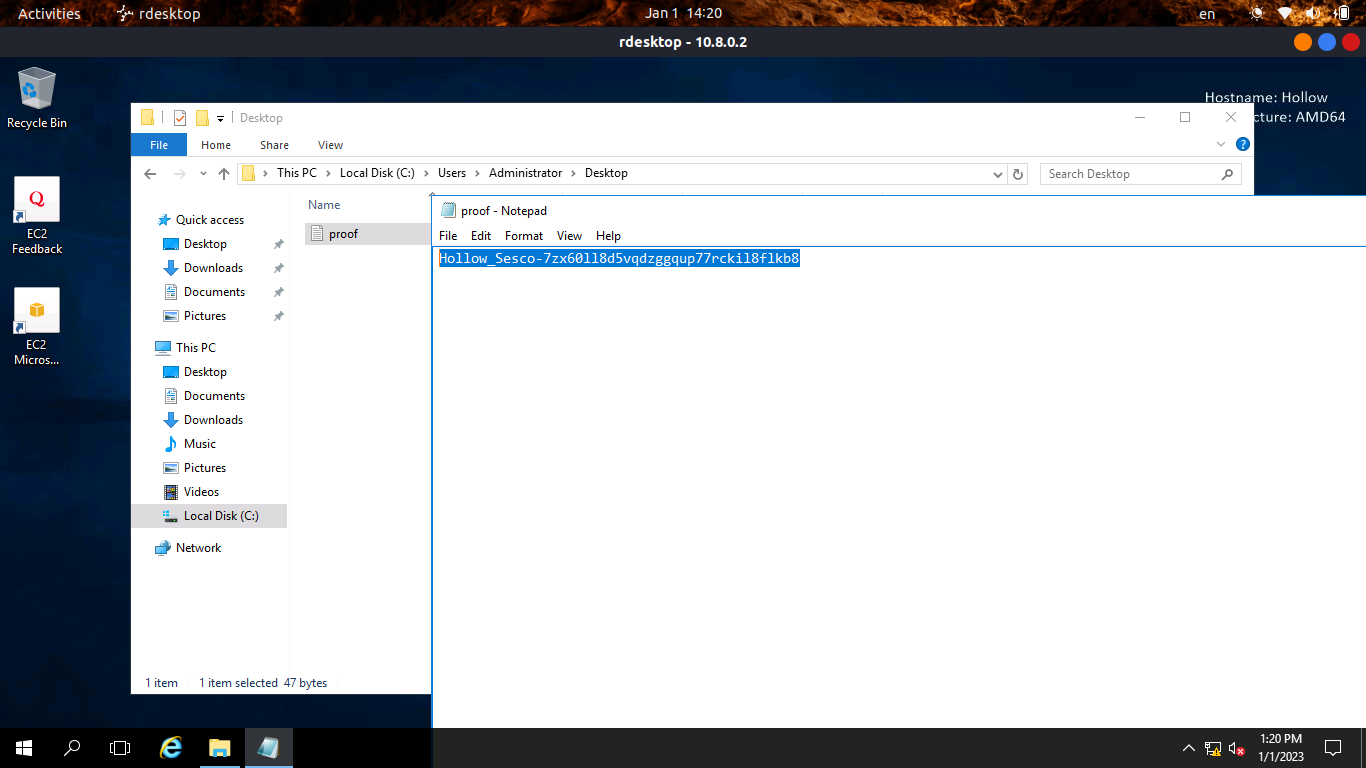 Activities
rdesktop
Jan 1 14:20
en
rdesktop - 10.8.0.2
Recycle Bin
EC2
Feedback
EC2
Micros...
Hostname: Hollow
cture: AMD64
Desktop
File
Home
Share
View
This PC
Local Disk (C:)
Users
Administrator
Desktop
Search Desktop
Quick access
Desktop
Downloads
Documents
Pictures
This PC
Desktop
Documents
Downloads
Music
Pictures
Videos
Local Disk (C:)
Network
Name
proof
1 item
1 item selected 47 bytes
proof - Notepad
File
Edit
Format
View
Help
Hollow_Sesco-7zx60ll8d5vqdzggqup77rckil8flkb8
1:20 PM
1/1/2023